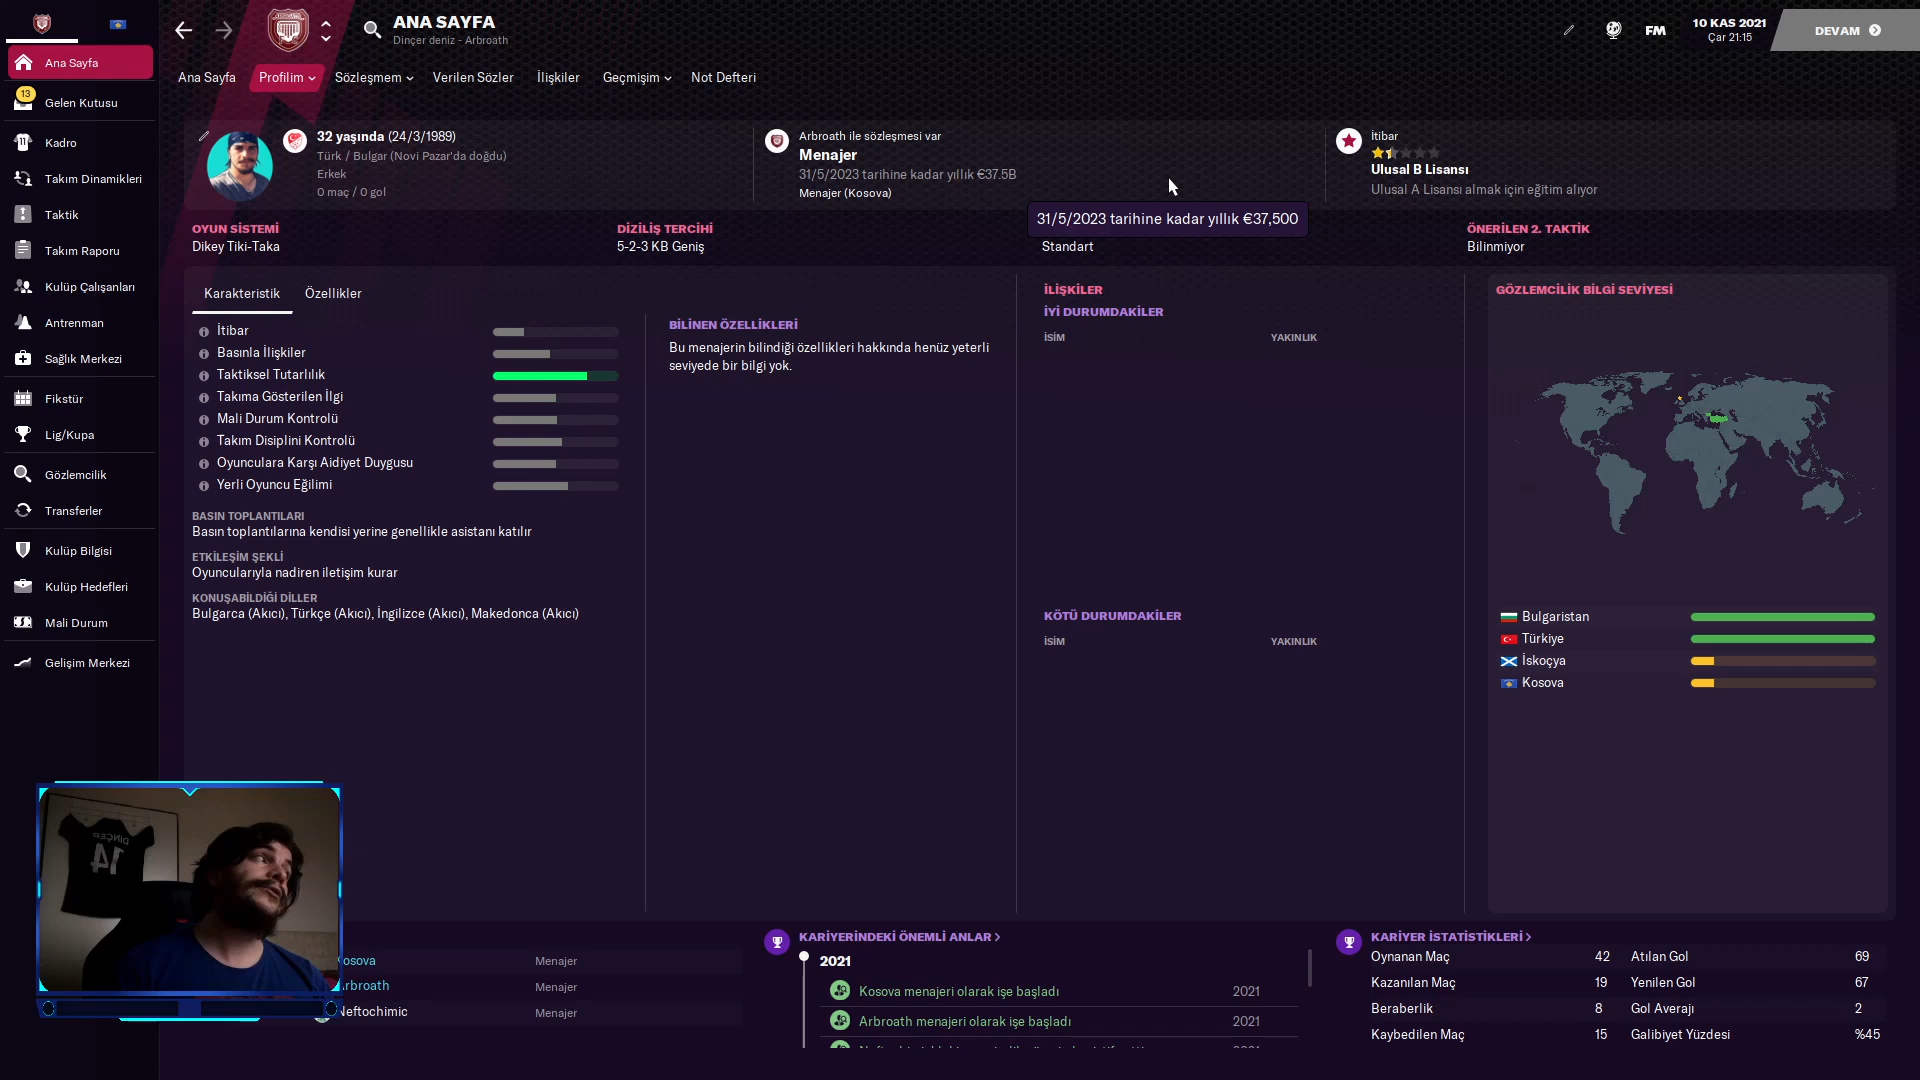 ANA SAYFA
Dinçer deniz - Arbroath
FM
10 KAS 2021
Çar 21:15
DEVAM
Ana Sayfa
13
Gelen Kutusu
Kadro
Takım Dinamikleri
Taktik
Takım Raporu
Kulüp Çalışanları
Antrenman
Sağlık Merkezi
Fikstür
Lig/Kupa
Gözlemcilik
Transferler
Kulüp Bilgisi
Kulüp Hedefleri
Mali Durum
Gelişim Merkezi
Ana Sayfa Profilim Sözleşmem Verilen Sözler İlişkiler Geçmişim Not Defteri
32 yaşında (24/3/1989)
Türk / Bulgar (Novi Pazar'da doğdu)
Erkek
0 maç / 0 gol
Arbroath ile sözleşmesi var
Menajer
31/5/2023 tarihine kadar yıllık €37.5B
Menajer (Kosova)
İtibar
Ulusal B Lisansı
Ulusal A Lisansı almak için eğitim alıyor
31/5/2023 tarihine kadar yıllık €37,500
OYUN SİSTEMİ
Dikey Tiki-Taka
DİZİLİŞ TERCİHİ
5-2-3 KB Geniş
Standart
ÖNERİLEN 2. TAKTİK
Bilinmiyor
Karakteristik Özellikler
İtibar
Basınla İlişkiler
Taktiksel Tutarlılık
Takıma Gösterilen İlgi
Mali Durum Kontrolü
Takım Disiplini Kontrolü
Oyunculara Karşı Aidiyet Duygusu
Yerli Oyuncu Eğilimi
BASIN TOPLANTILARI
Basın toplantılarına kendisi yerine genellikle asistanı katılır
ETKİLEŞİM ŞEKLİ
Oyuncularıyla nadiren iletişim kurar
KONUŞABİLDİĞİ DİLLER
Bulgarca (Akıcı), Türkçe (Akıcı), İngilizce (Akıcı), Makedonca (Akıcı)
BİLİNEN ÖZELLİKLERİ
Bu menajerin bilindiği özellikleri hakkında henüz yeterli
seviyede bir bilgi yok.
İLİŞKİLER
İYİ DURUMDAKİLER
İSİM YAKINLIK
KÖTÜ DURUMDAKİLER
İSİM YAKINLIK
GÖZLEMCİLİK BİLGİ SEVİYESİ
Bulgaristan
Türkiye
İskoçya
Kosova
DİNÇER
14
osova Menajer
Arbroath Menajer
Neftochimic Menajer
KARİYERİNDEKİ ÖNEMLİ ANLAR
2021
Kosova menajeri olarak işe başladı 2021
Arbroath menajeri olarak işe başladı 2021
KARİYER İSTATİSTİKLERİ
Oynanan Maç 42 Atılan Gol 69
Kazanılan Maç 19 Yenilen Gol 67
Beraberlik 8 Gol Averajı 2
Kaybedilen Maç 15 Galibiyet Yüzdesi %45